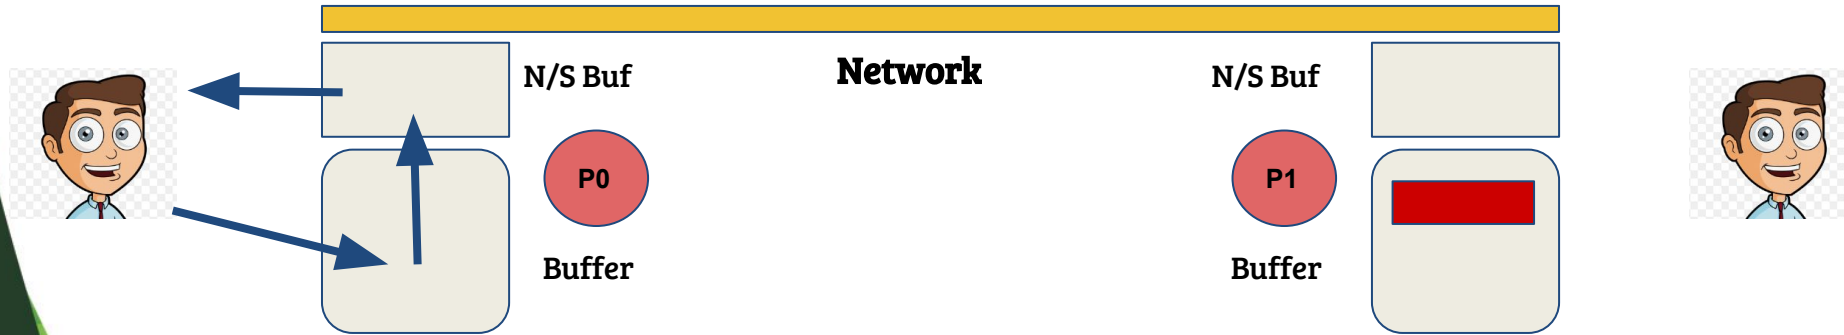 N/S Buf
Network
N/S Buf
P0
P1
Buffer
Buffer